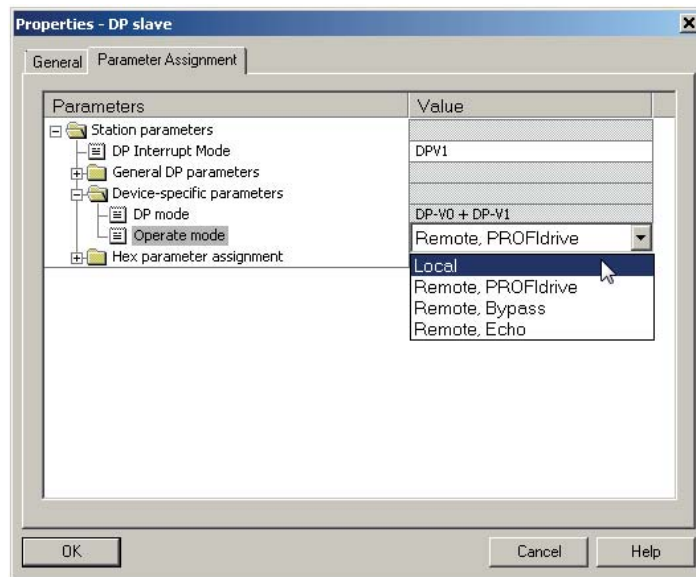 Properties - DP slave
General Parameter Assignment
Parameters Value
Station parameters
DP Interrupt Mode DPV1
General DP parameters
Device-specific parameters
DP mode DP-V0 + DP-V1
Operate mode Remote, PROFIdrive
Hex parameter assignment
Local
Remote, PROFIdrive
Remote, Bypass
Remote, Echo
OK Cancel Help